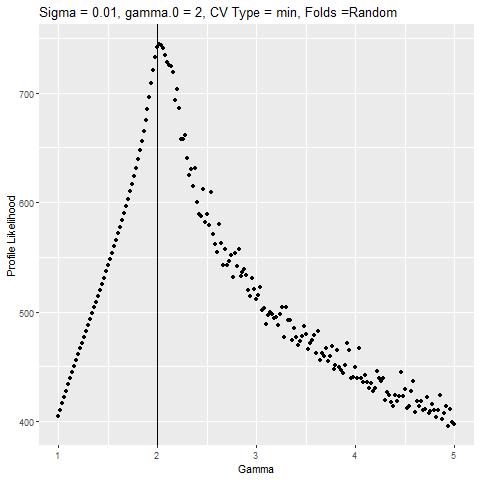 Sigma = 0.01, gamma.0 = 2, CV Type = min, Folds =Random
Profile Likelihood
700
600
500
400
1 2 3 4 5
Gamma